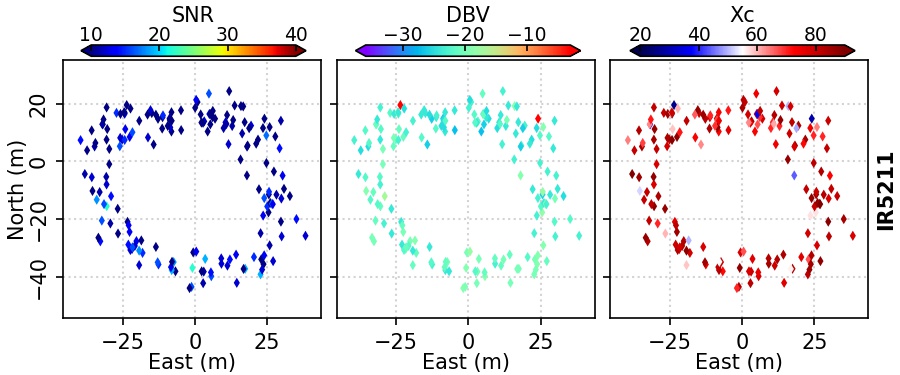 SNR DBV Xc
10 20 30 40 −30 −20 −10 20 40 60 80
20
0
−20
−40
North (m)
IR5211
−25 0 25 −25 0 25 −25 0 25
East (m) East (m) East (m)